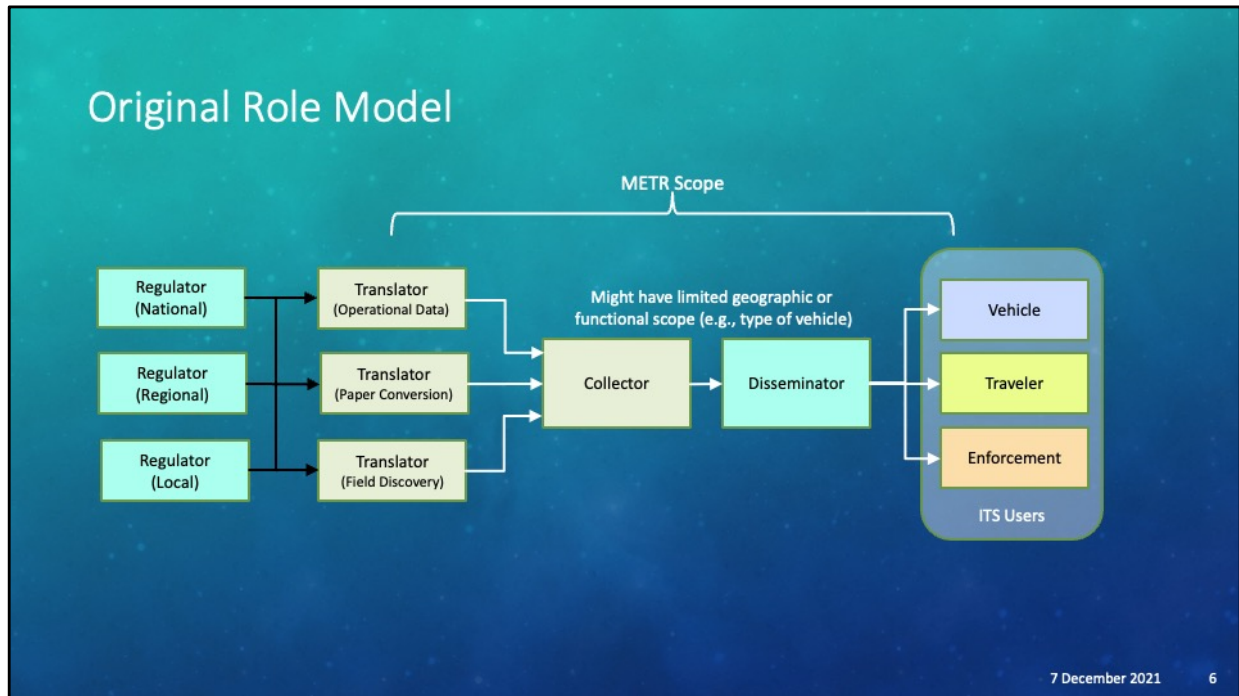 Original Role Model
METR Scope
Regulator
(National)
Translator
(Operational Data)
Might have limited geographic or
functional scope (e.g., type of vehicle)
Vehicle
Regulator
(Regional)
Translator
(Paper Conversion)
Collector
Disseminator
Traveler
Regulator
(Local)
Translator
(Field Discovery)
Enforcement
ITS Users
7 December 2021
6